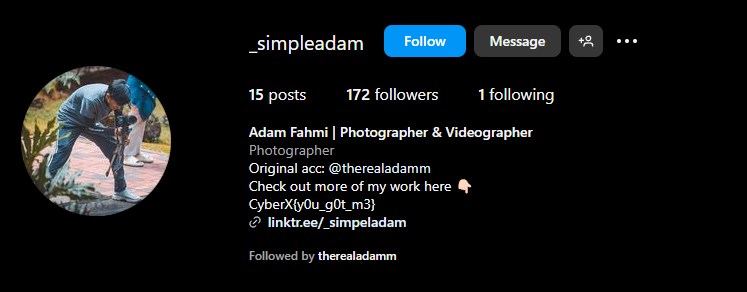 _simpleadam Follow Message
15 posts 172 followers 1 following
Adam Fahmi | Photographer & Videographer
Photographer
Original acc: @therealadamm
Check out more of my work here 👇🏻
CyberX{y0u_g0t_m3}
linktr.ee/_simpeladam
Followed by therealadamm